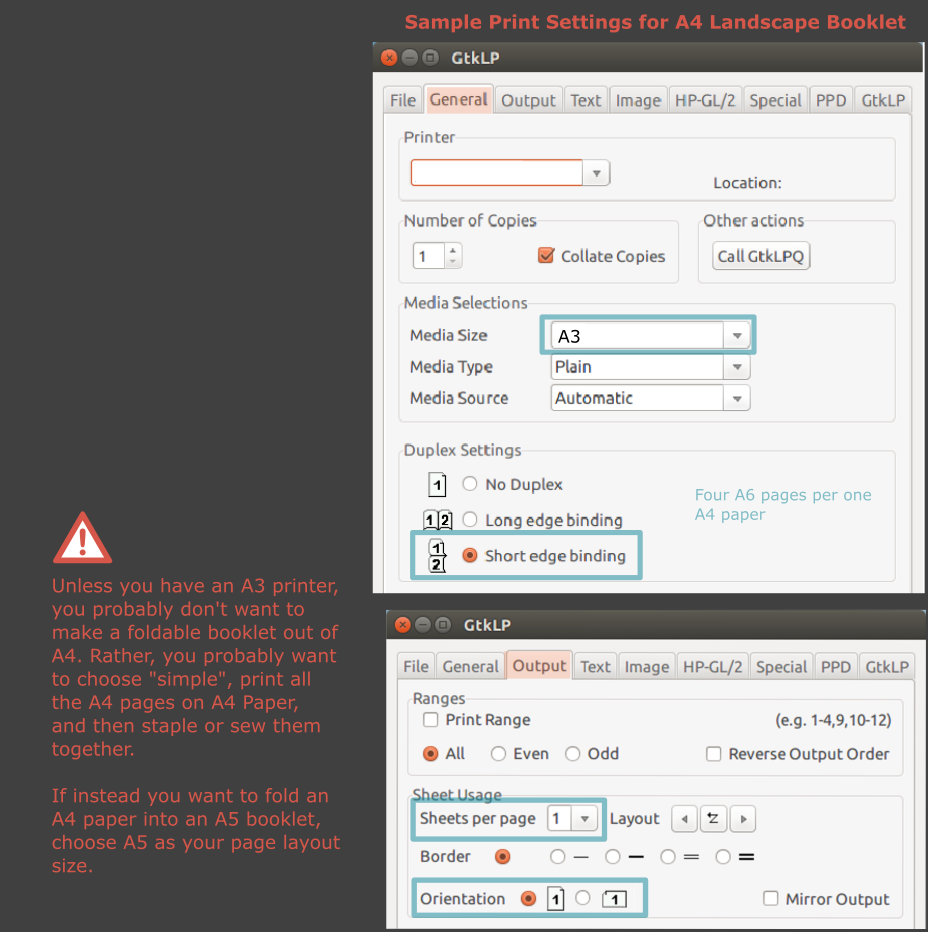 Sample Print Settings for A4 Landscape Booklet
GtkLP
File General Output Text Image HP-GL/2 Special PPD GtkLP
Printer
Location:
Number of Copies
Other actions
1
Collate Copies
Call GtkLPQ
Media Selections
Media Size A3
Media Type Plain
Media Source Automatic
Duplex Settings
1 No Duplex
1 2 Long edge binding
1 2 Short edge binding
Four A6 pages per one
A4 paper
Unless you have an A3 printer,
you probably don't want to
make a foldable booklet out of
A4. Rather, you probably want
to choose "simple", print all
the A4 pages on A4 Paper,
and then staple or sew them
together.
If instead you want to fold an
A4 paper into an A5 booklet,
choose A5 as your page layout
size.
GtkLP
File General Output Text Image HP-GL/2 Special PPD GtkLP
Ranges
Print Range (e.g. 1-4,9,10-12)
All Even Odd Reverse Output Order
Sheet Usage
Sheets per page 1 Layout
Border
Orientation 1 1 Mirror Output